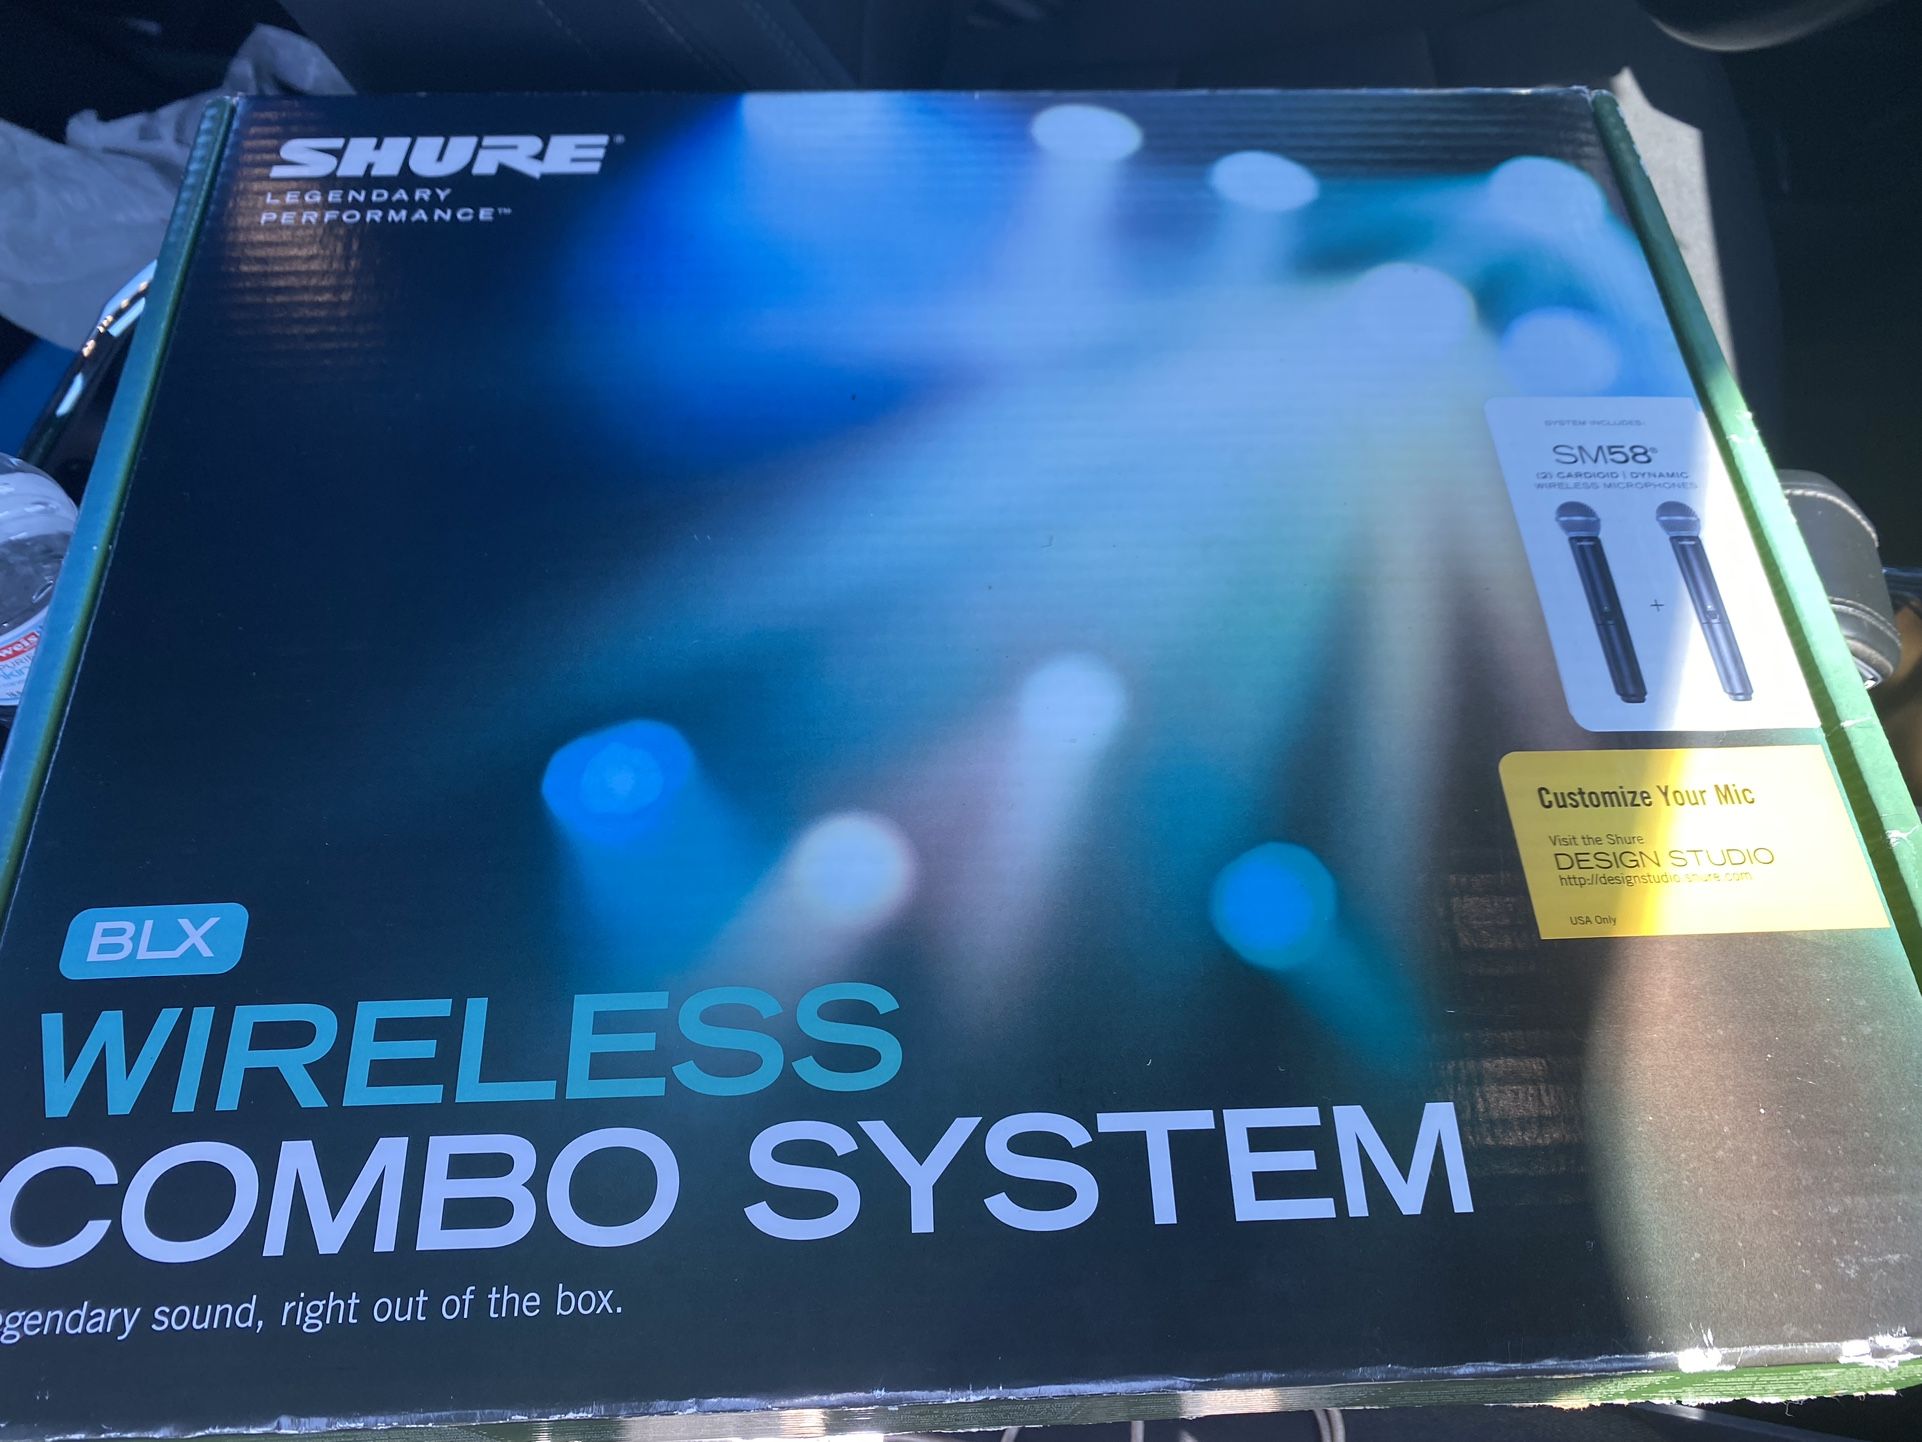 SHURE®
LEGENDARY
PERFORMANCE™
SYSTEM INCLUDES:
SM58®
(2) CARDIOID | DYNAMIC
WIRELESS MICROPHONES
+
Customize Your Mic
Visit the Shure
DESIGN STUDIO
http://designstudio.shure.com
USA Only
BLX
WIRELESS
COMBO SYSTEM
gendary sound, right out of the box.